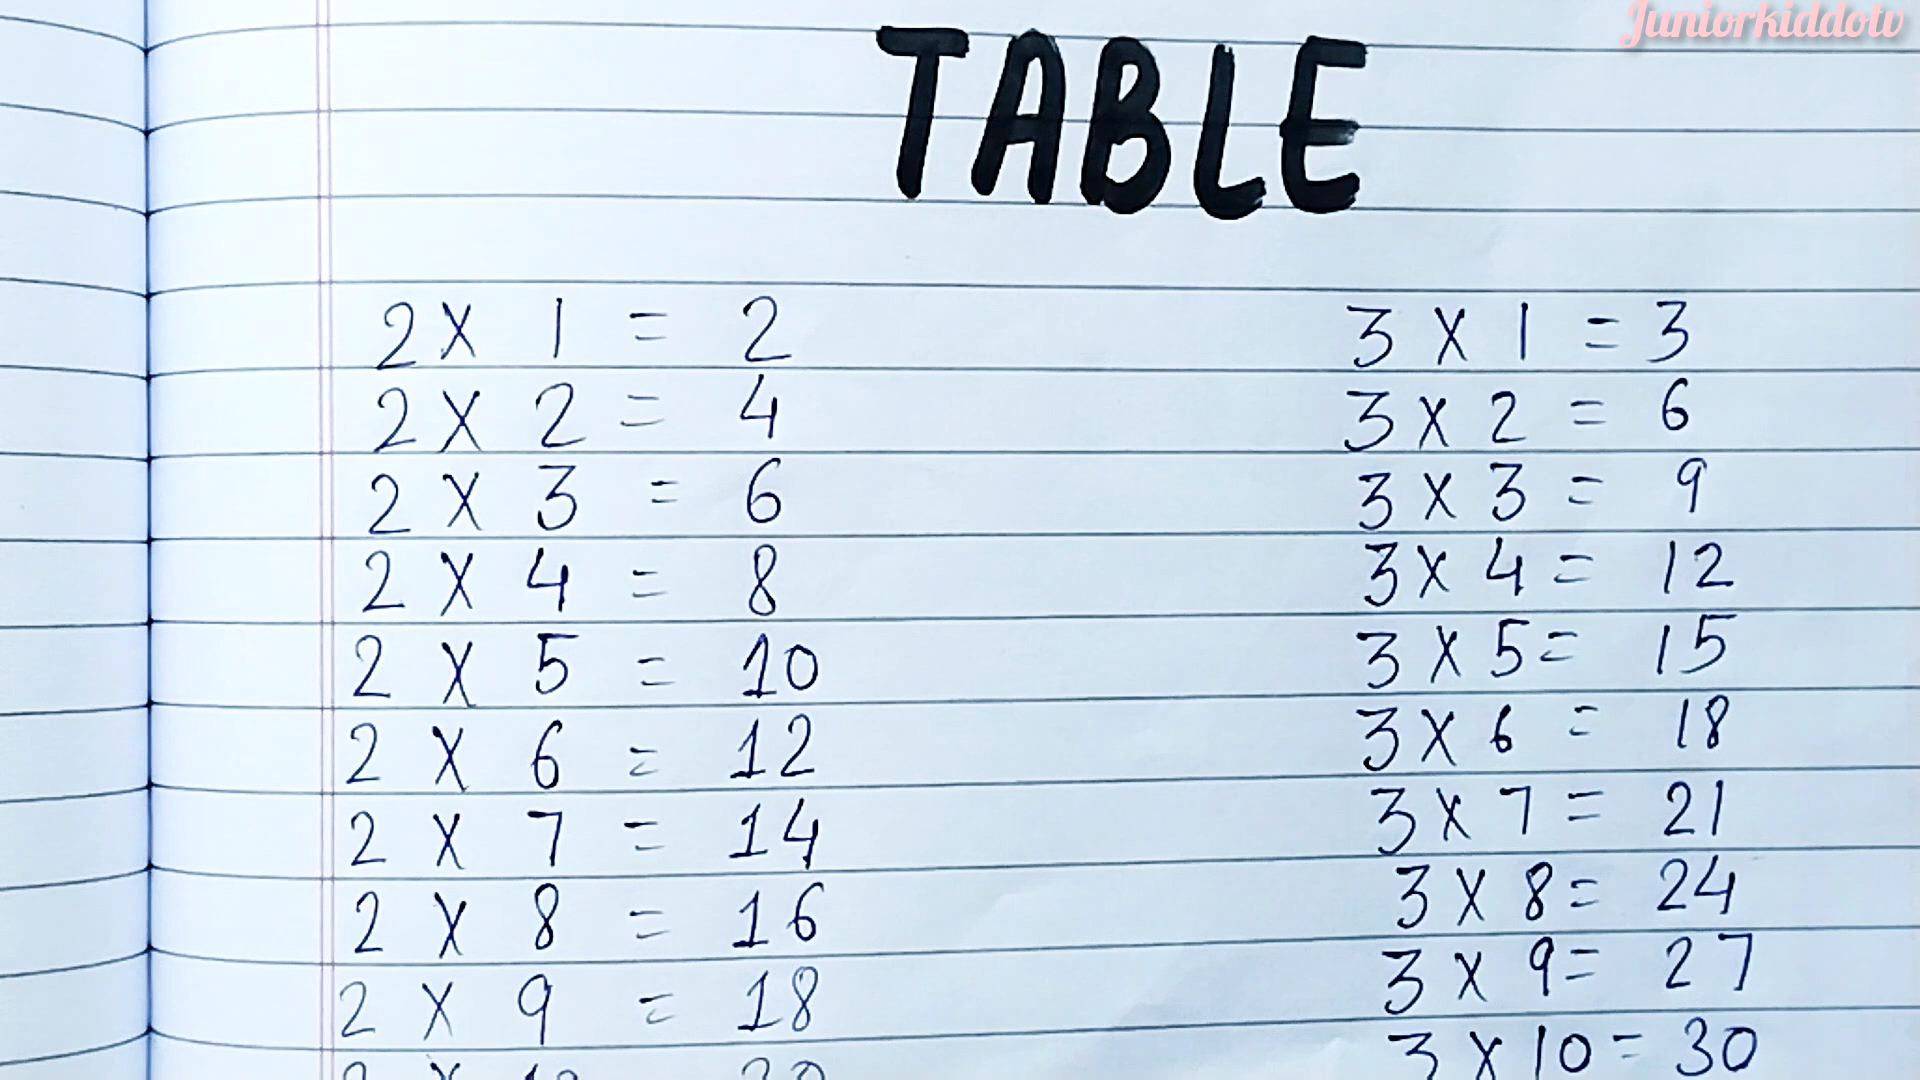 Juniorkiddotv
TABLE
2 X 1 = 2
2 X 2 = 4
2 X 3 = 6
2 X 4 = 8
2 X 5 = 10
2 X 6 = 12
2 X 7 = 14
2 X 8 = 16
2 X 9 = 18
2 X 10 20
3 X 1 = 3
3 X 2 = 6
3 X 3 = 9
3 X 4 = 12
3 X 5 = 15
3 X 6 = 18
3 X 7 = 21
3 X 8 = 24
3 X 9 = 27
3 X 10 = 30